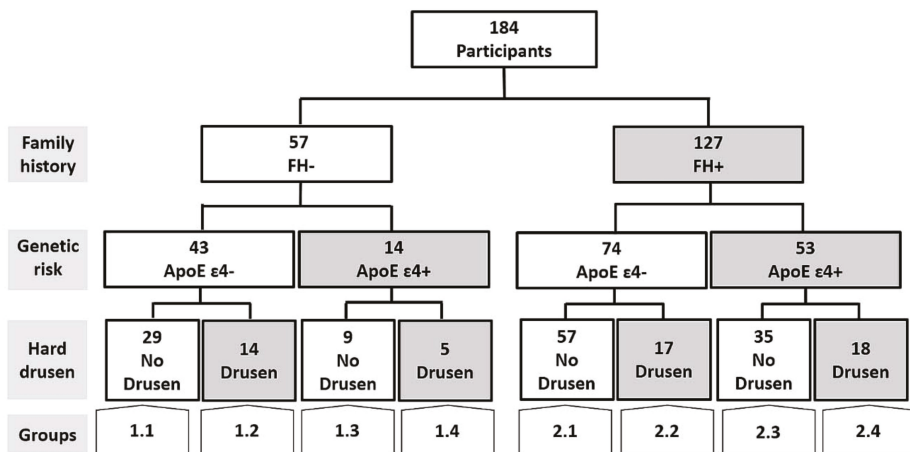 184
Participants
Family
history
57
FH-
127
FH+
Genetic
risk
43
ApoE ε4-
14
ApoE ε4+
74
ApoE ε4-
53
ApoE ε4+
Hard
drusen
29
No
Drusen
14
Drusen
9
No
Drusen
5
Drusen
57
No
Drusen
17
Drusen
35
No
Drusen
18
Drusen
Groups
1.1
1.2
1.3
1.4
2.1
2.2
2.3
2.4